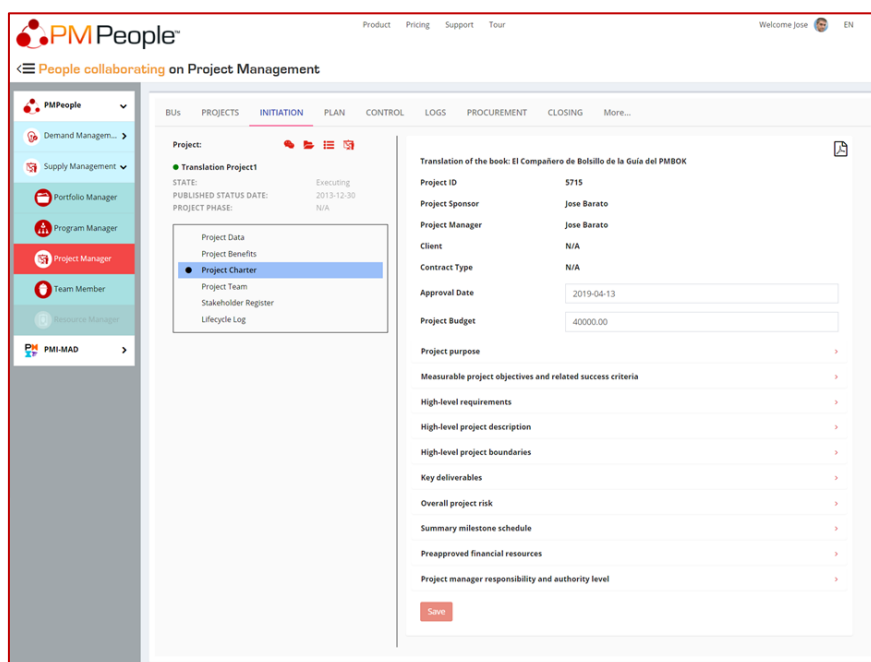 PMPeople™
Product Pricing Support Tour
Welcome Jose
EN
People collaborating on Project Management
PMPeople
Demand Managem...
Supply Management
Portfolio Manager
Program Manager
Project Manager
Team Member
Resource Manager
PMI-MAD
BUs PROJECTS INITIATION PLAN CONTROL LOGS PROCUREMENT CLOSING More...
Project:
Translation Project1
STATE: Executing
PUBLISHED STATUS DATE: 2013-12-30
PROJECT PHASE: N/A
Project Data
Project Benefits
Project Charter
Project Team
Stakeholder Register
Lifecycle Log
Translation of the book: El Compañero de Bolsillo de la Guía del PMBOK
Project ID 5715
Project Sponsor Jose Barato
Project Manager Jose Barato
Client N/A
Contract Type N/A
Approval Date 2019-04-13
Project Budget 40000.00
Project purpose
Measurable project objectives and related success criteria
High-level requirements
High-level project description
High-level project boundaries
Key deliverables
Overall project risk
Summary milestone schedule
Preapproved financial resources
Project manager responsibility and authority level
Save